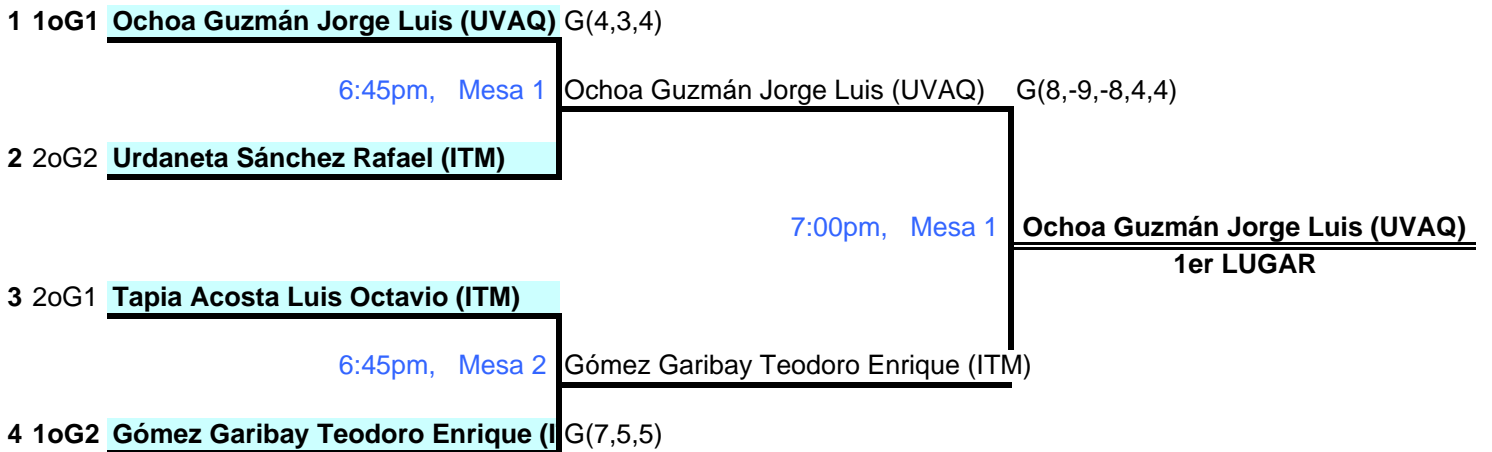 1 1oG1 Ochoa Guzmán Jorge Luis (UVAQ) G(4,3,4)
6:45pm, Mesa 1 Ochoa Guzmán Jorge Luis (UVAQ) G(8,-9,-8,4,4)
2 2oG2 Urdaneta Sánchez Rafael (ITM)
7:00pm, Mesa 1 Ochoa Guzmán Jorge Luis (UVAQ)
1er LUGAR
3 2oG1 Tapia Acosta Luis Octavio (ITM)
6:45pm, Mesa 2 Gómez Garibay Teodoro Enrique (ITM)
4 1oG2 Gómez Garibay Teodoro Enrique (I G(7,5,5)